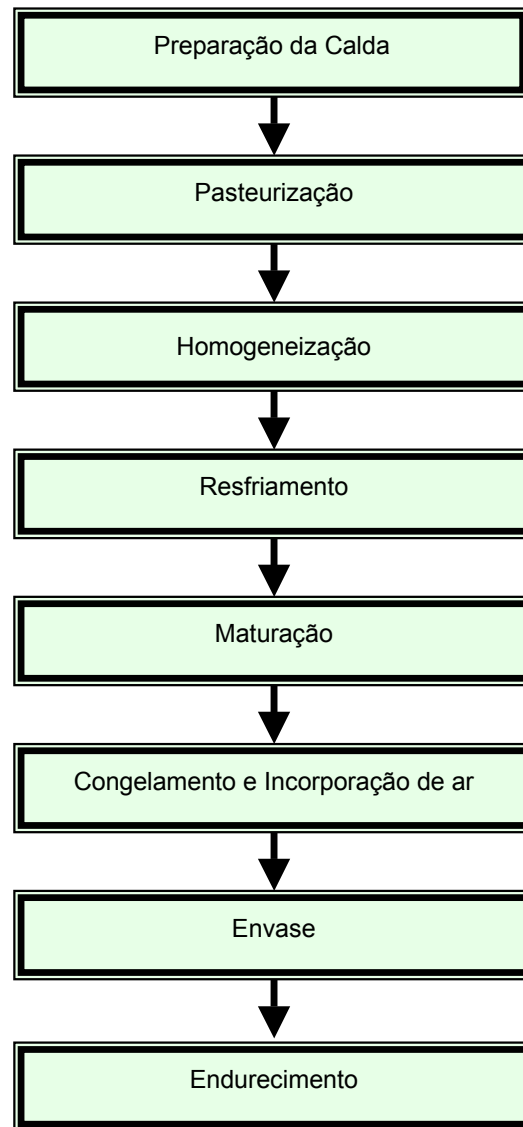 Preparação da Calda
Pasteurização
Homogeneização
Resfriamento
Maturação
Congelamento e Incorporação de ar
Envase
Endurecimento